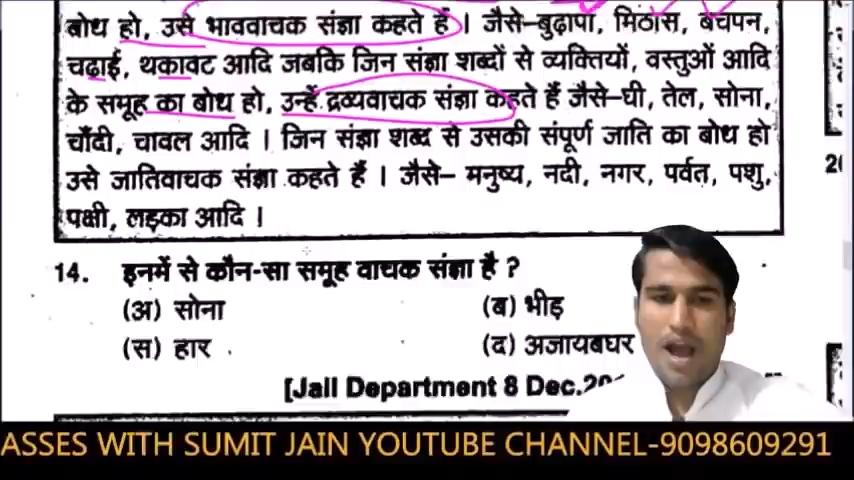 बोध हो, उसे भाववाचक संज्ञा कहते हैं । जैसे–बुढ़ापा, मिठास, बचपन,
चढ़ाई, थकावट आदि जबकि जिन संज्ञा शब्दों से व्यक्तियों, वस्तुओं आदि
के समूह का बोध हो, उन्हें द्रव्यवाचक संज्ञा कहते हैं जैसे–घी, तेल, सोना,
चाँदी, चावल आदि । जिन संज्ञा शब्द से उसकी संपूर्ण जाति का बोध हो
उसे जातिवाचक संज्ञा कहते हैं । जैसे– मनुष्य, नदी, नगर, पर्वत, पशु,
पक्षी, लड़का आदि ।
14. इनमें से कौन-सा समूह वाचक संज्ञा है ?
(अ) सोना (ब) भीड़
(स) हार (द) अजायबघर
[Jail Department 8 Dec.
ASSES WITH SUMIT JAIN YOUTUBE CHANNEL-9098609291